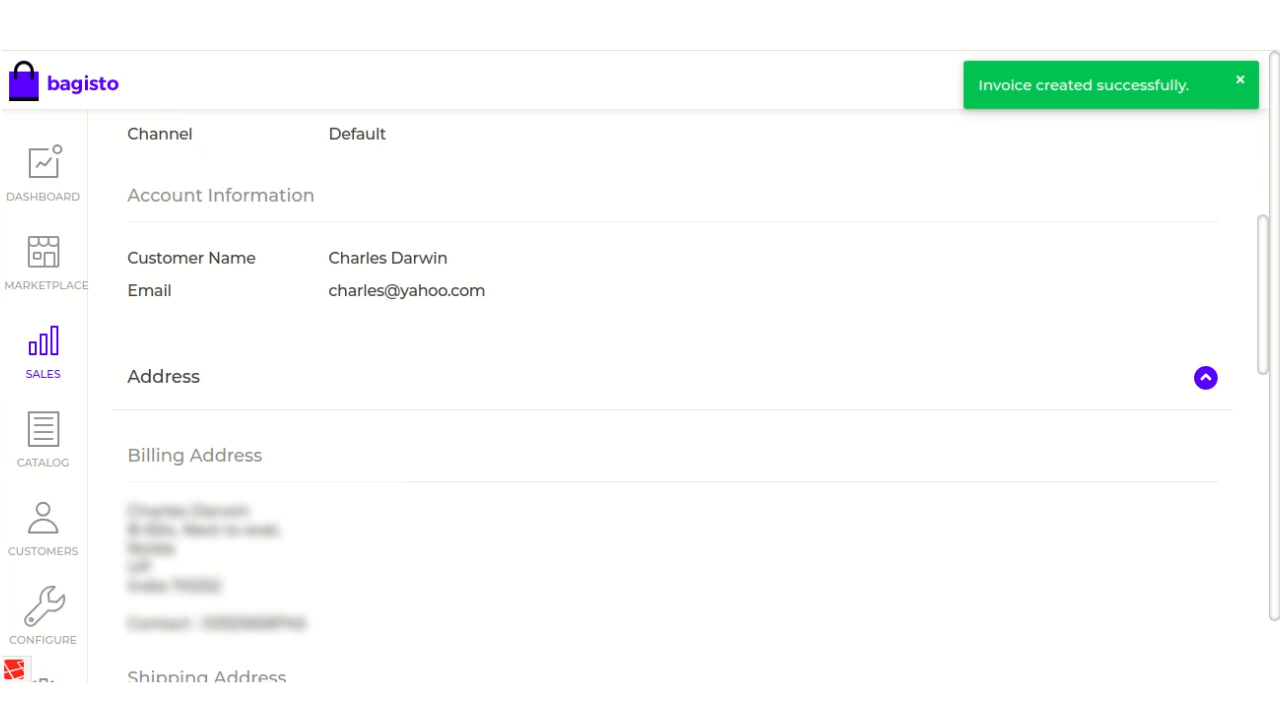 bagisto
Invoice created successfully.
×
Channel Default
DASHBOARD
Account Information
Customer Name Charles Darwin
MARKETPLACE
Email charles@yahoo.com
SALES
Address
Billing Address
CATALOG
CUSTOMERS
CONFIGURE
Shipping Address